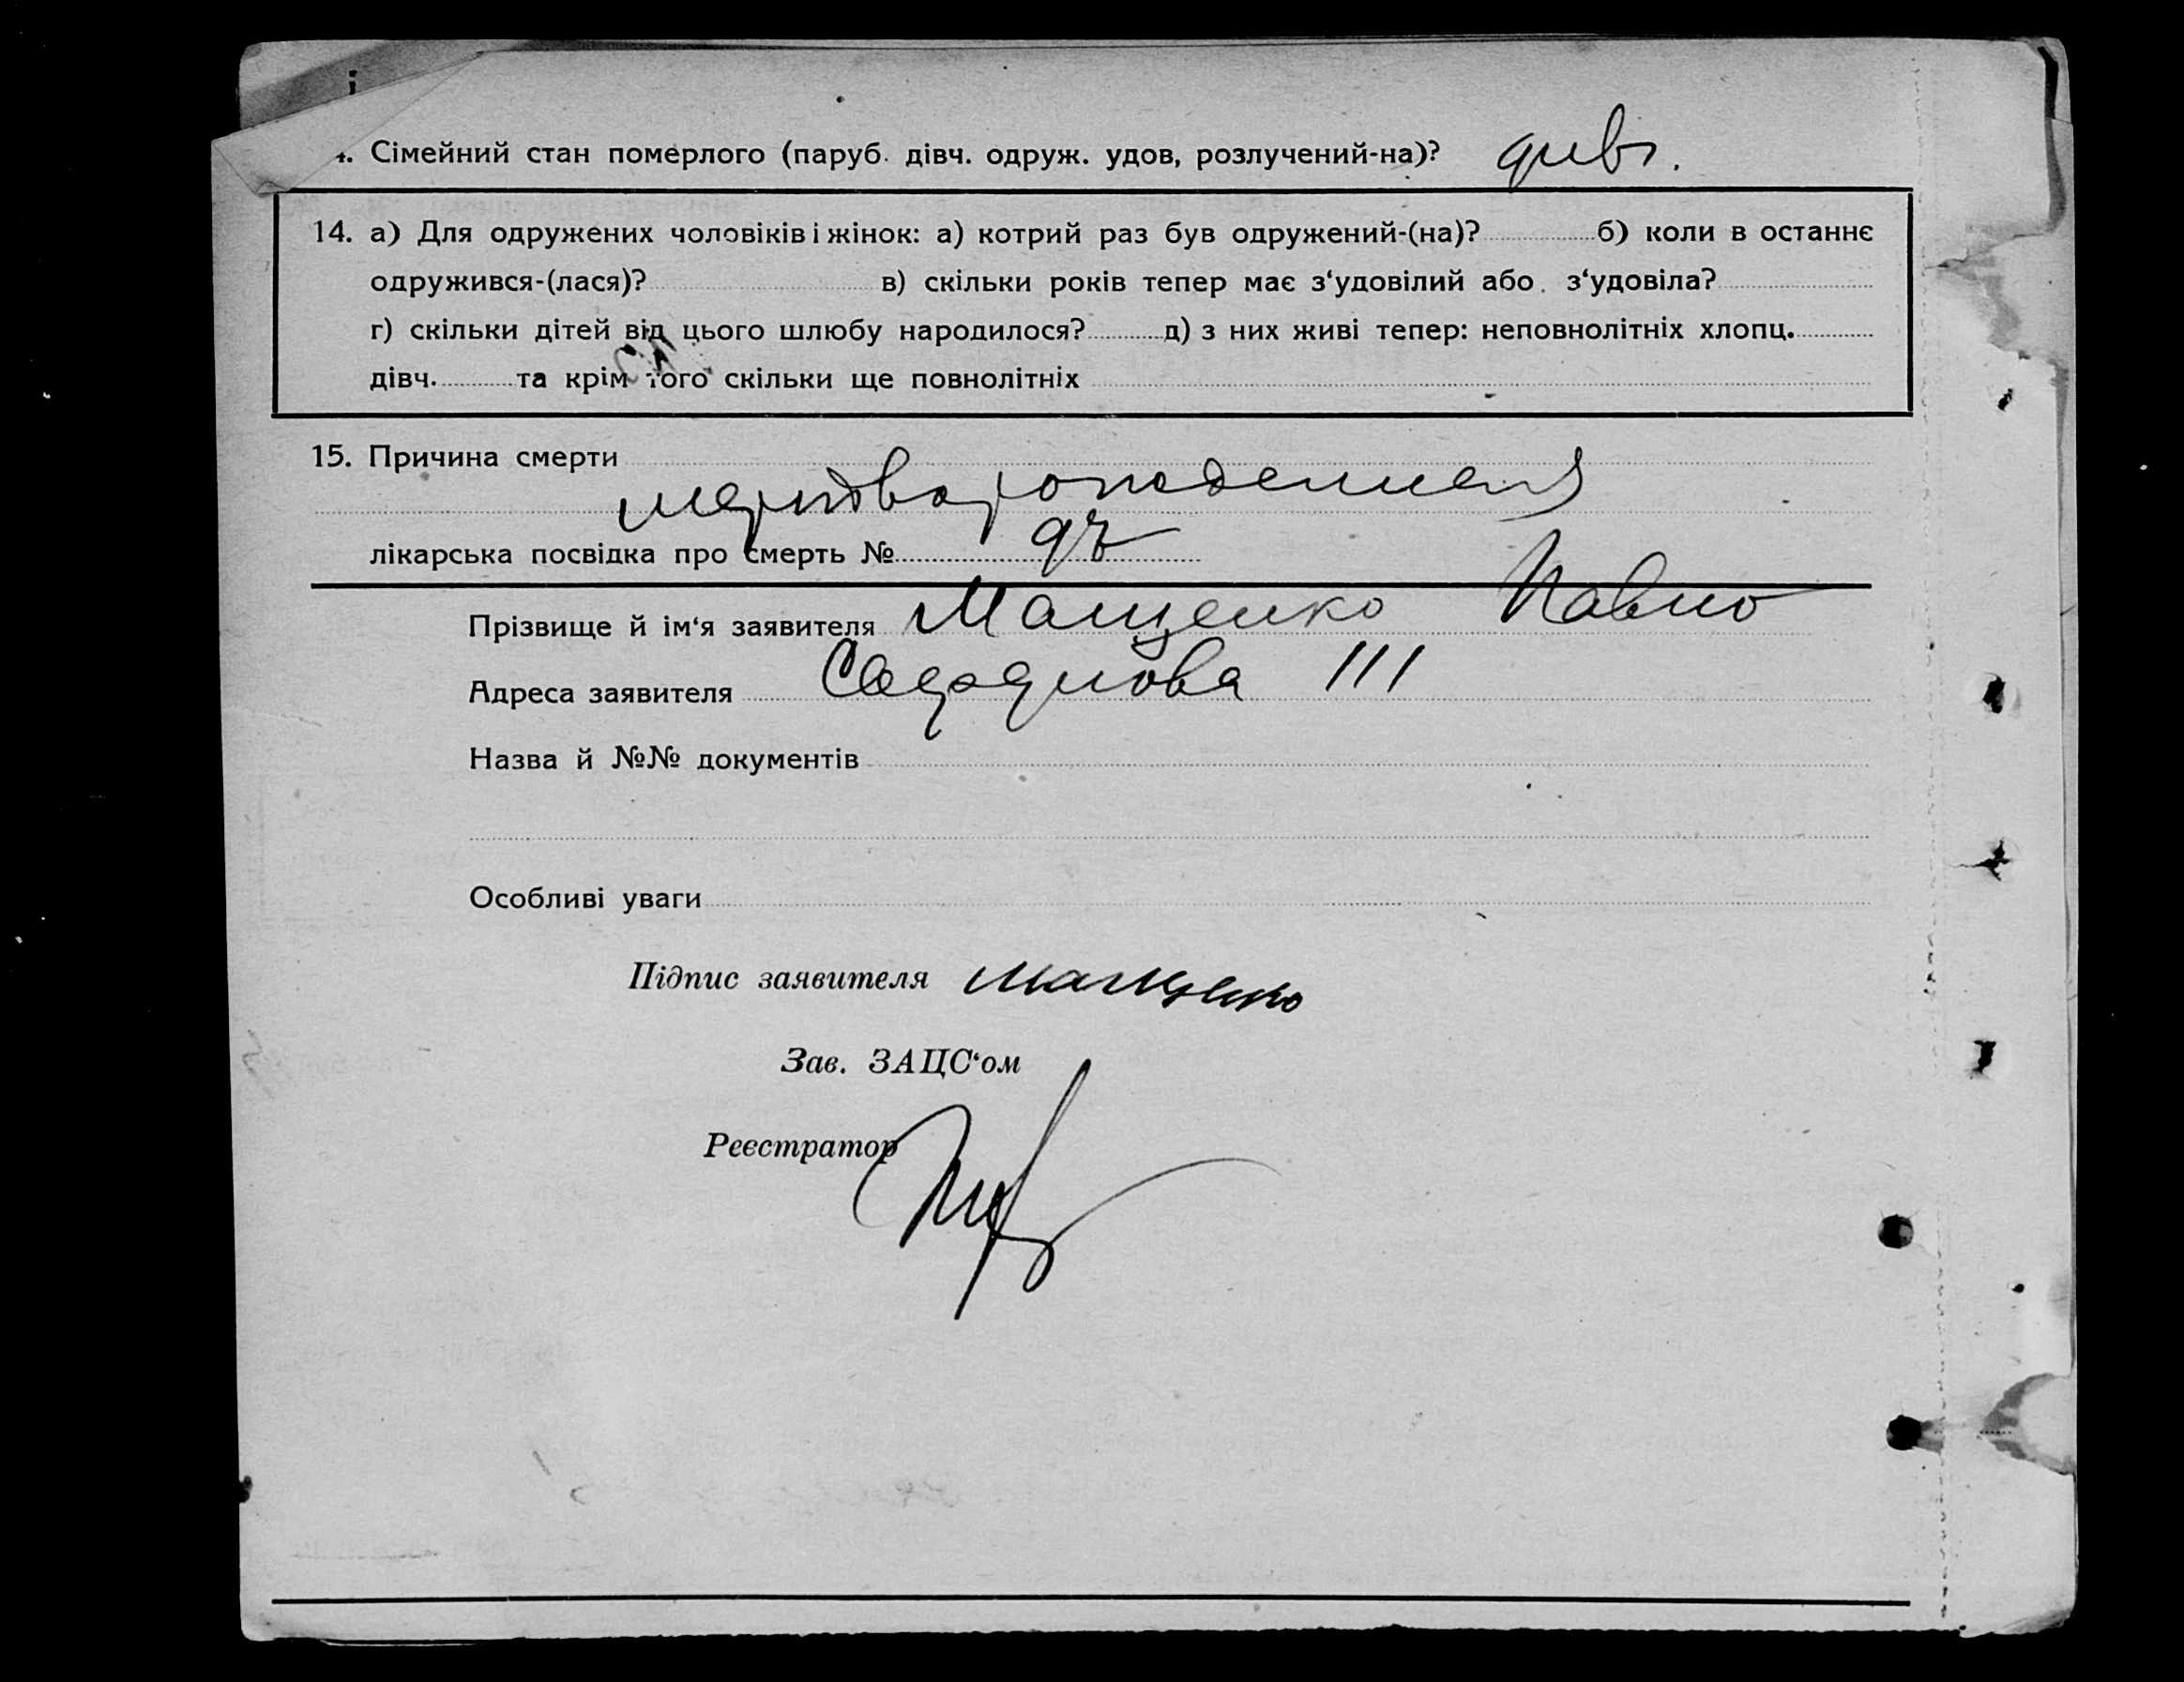 4. Сімейний стан померлого (паруб. дівч. одруж. удов, розлучений-на)? дивч.
14. а) Для одружених чоловіків і жінок: а) котрий раз був одружений-(на)? б) коли в останнє
одружився-(лася)? в) скільки років тепер має з‘удовілий або з‘удовіла?
г) скільки дітей від цього шлюбу народилося? д) з них живі тепер: неповнолітніх хлопц.
дівч. та крім того скільки ще повнолітніх
15. Причина смерти
мертворо
лікарська посвідка про смерть №
Прізвище й ім‘я заявителя Мащенко Павло
Адреса заявителя 111
Назва й №№ документів
Особливі уваги
Підпис заявителя Мащенко
Зав. ЗАЦС‘ом
Реєстратор